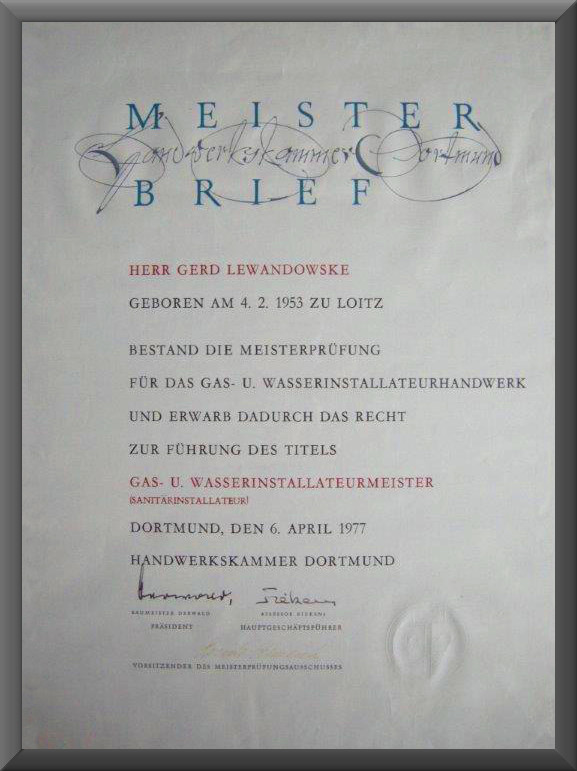 MEISTER
Handwerkskammer Dortmund
BRIEF
HERR GERD LEWANDOWSKE
GEBOREN AM 4. 2. 1953 ZU LOITZ
BESTAND DIE MEISTERPRÜFUNG
FÜR DAS GAS- U. WASSERINSTALLATEURHANDWERK
UND ERWARB DADURCH DAS RECHT
ZUR FÜHRUNG DES TITELS
GAS- U. WASSERINSTALLATEURMEISTER
(SANITÄRINSTALLATEUR)
DORTMUND, DEN 6. APRIL 1977
HANDWERKSKAMMER DORTMUND
BAUMEISTER ASSESSOR
PRÄSIDENT HAUPTGESCHÄFTSFÜHRER
VORSITZENDER DES MEISTERPRÜFUNGSAUSSCHUSSES